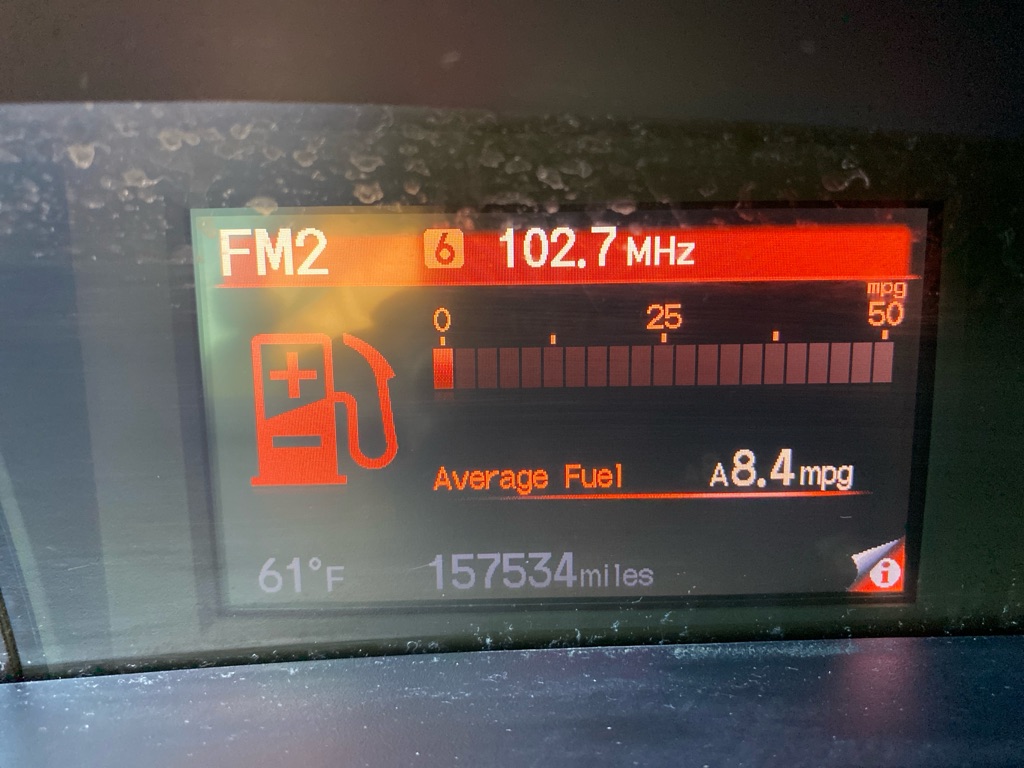 FM2 6 102.7 MHz
mpg
0 25 50
Average Fuel A8.4mpg
61°F 157534miles
i